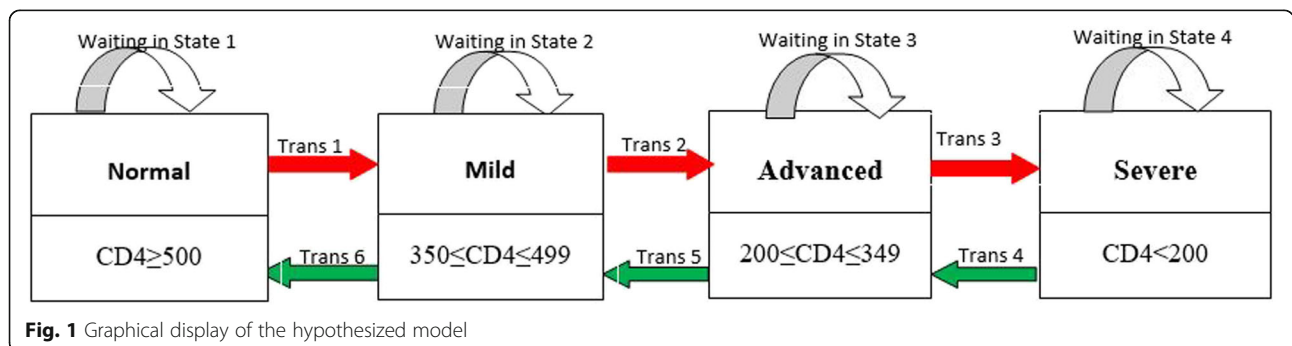 Waiting in State 1
Waiting in State 2
Waiting in State 3
Waiting in State 4
Normal
Trans 1
Mild
Trans 2
Advanced
Trans 3
Severe
CD4≥500
Trans 6
350≤CD4≤499
Trans 5
200≤CD4≤349
Trans 4
CD4<200
Fig. 1 Graphical display of the hypothesized model